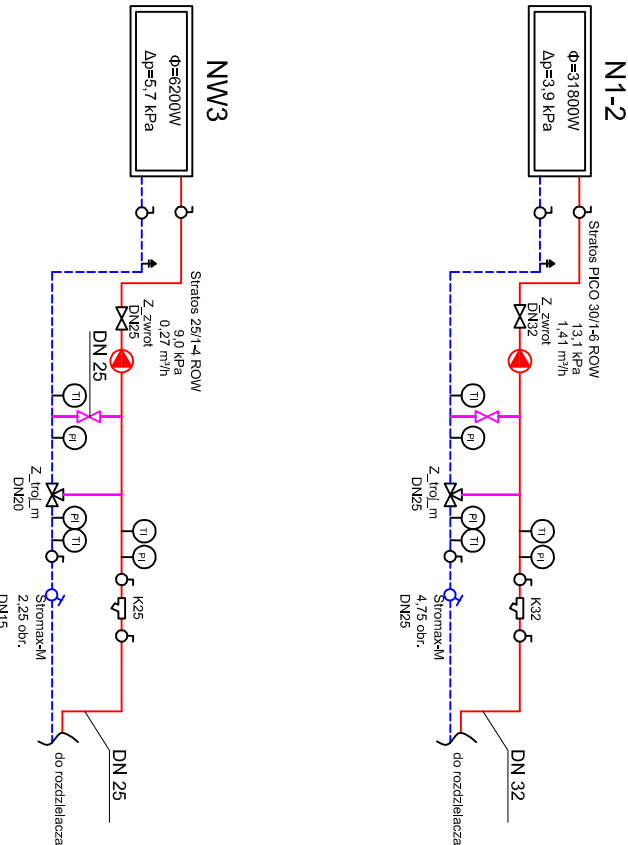 NW3
Φ=6200W
Δp=5,7 kPa
Stratos 25/1-4 ROW
9,0 kPa
0,27 m³/h
Z_zwrot
DN25
DN 25
TI
PI
Z_troj_m
DN20
PI
TI
TI
PI
K25
Stromax-M
2,25 obr.
DN15
DN 25
do rozdzielacza
N1-2
Φ=31800W
Δp=3,9 kPa
Stratos PICO 30/1-6 ROW
13,1 kPa
1,41 m³/h
Z_zwrot
DN32
TI
PI
Z_troj_m
DN25
PI
TI
TI
PI
K32
Stromax-M
4,75 obr.
DN25
DN 32
do rozdzielacza